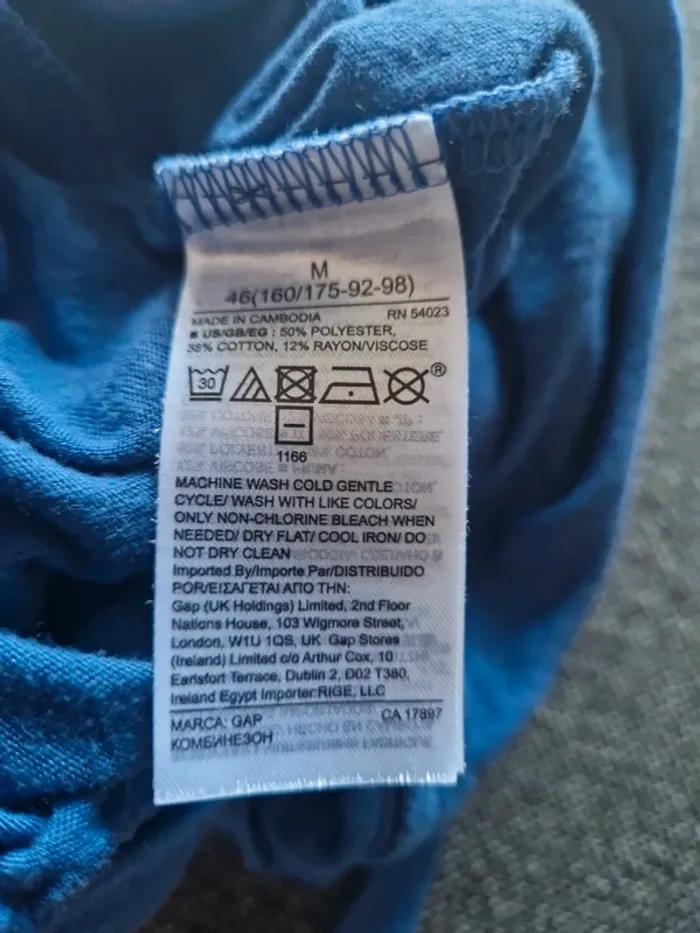 M
46(160/175-92-98)
MADE IN CAMBODIA RN 54023
■ US/GB/EG : 50% POLYESTER,
38% COTTON, 12% RAYON/VISCOSE
30
®
1166
MACHINE WASH COLD GENTLE
CYCLE/ WASH WITH LIKE COLORS/
ONLY NON-CHLORINE BLEACH WHEN
NEEDED/ DRY FLAT/ COOL IRON/ DO
NOT DRY CLEAN
Imported By/Importe Par/DISTRIBUIDO
POR/ΕΙΣΑΓΕΤΑΙ ΑΠΟ ΤΗΝ:
Gap (UK Holdings) Limited, 2nd Floor
Nations House, 103 Wigmore Street,
London, W1U 1QS, UK Gap Stores
(Ireland) Limited c/o Arthur Cox, 10
Earlsfort Terrace, Dublin 2, D02 T380,
Ireland Egypt Importer:RIGE, LLC
MARCA: GAP CA 17897
КОМБИНЕЗОН